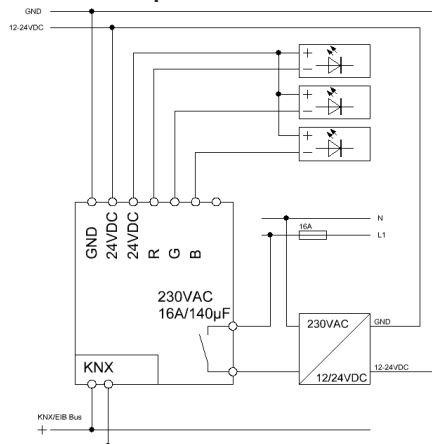 GND
12-24VDC
+
−
+
−
+
−
GND
24VDC
24VDC
R
G
B
N
16A
L1
230VAC
16A/140µF
230VAC
GND
KNX
12/24VDC
12-24VDC
KNX/EIB Bus
+